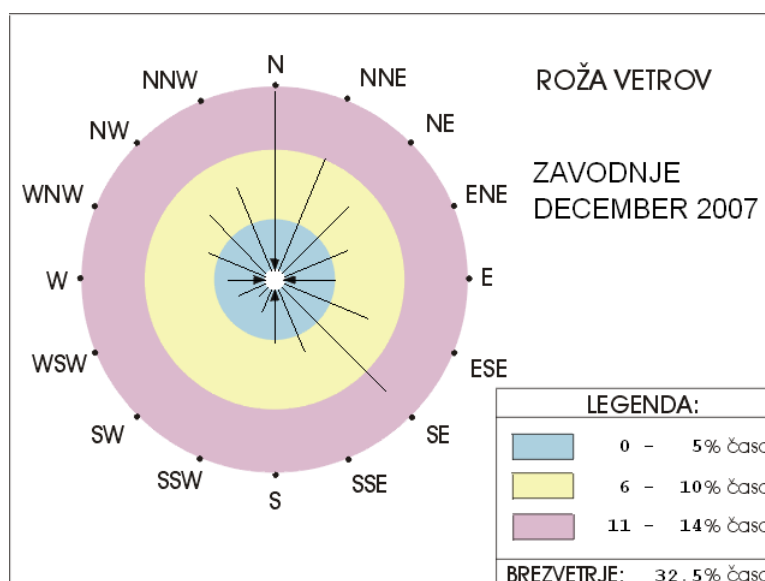 ROŽA VETROV
ZAVODNJE
DECEMBER 2007
N
NNE
NE
ENE
E
ESE
SE
SSE
S
SSW
SW
WSW
W
WNW
NW
NNW
LEGENDA:
0 - 5% časa
6 - 10% časa
11 - 14% časa
BREZVETRJE: 32.5% časa